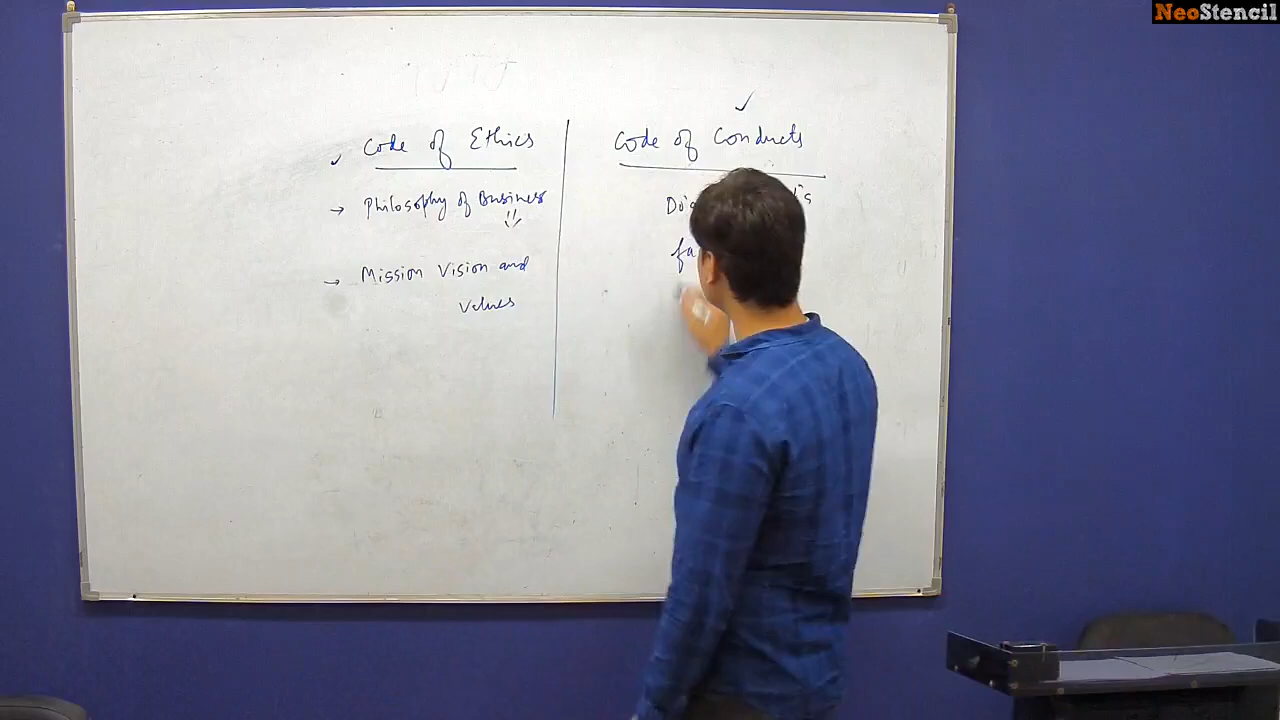 NeoStencil
Code of Ethics
→ Philosophy of Business
→ Mission Vision and
Values
✓
Code of Conducts